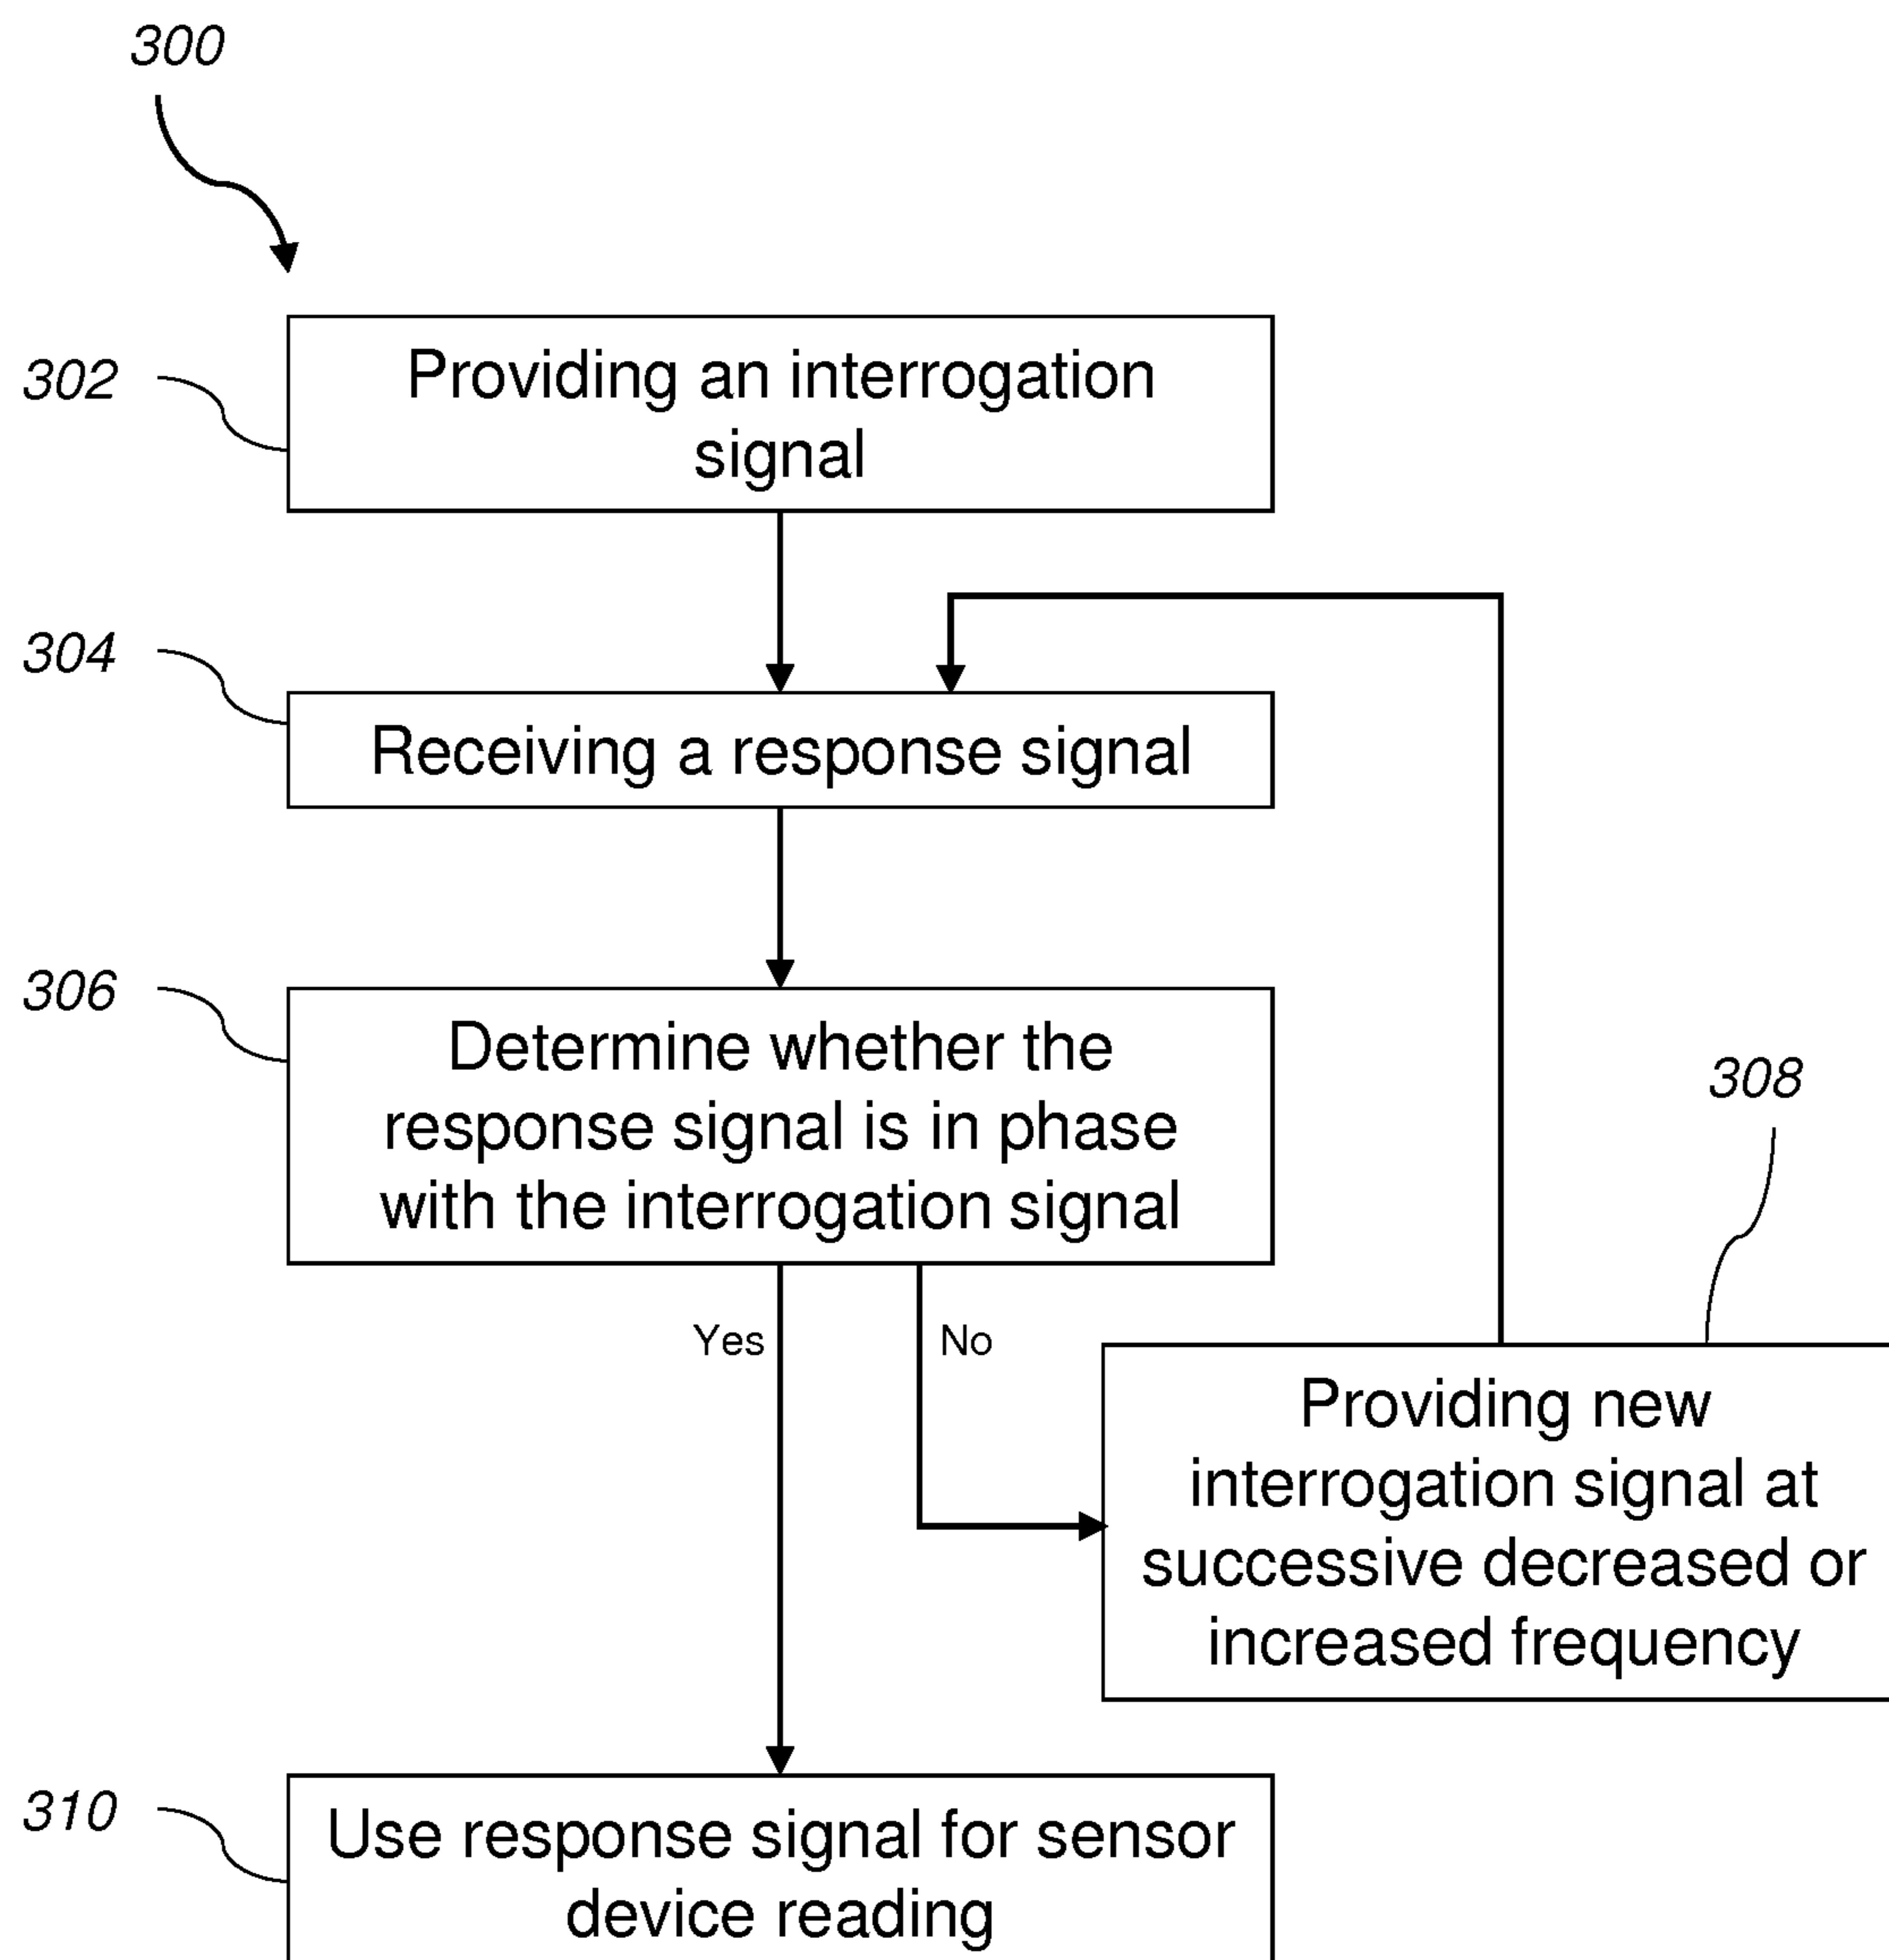 300
302
Providing an interrogation
signal
304
Receiving a response signal
306
Determine whether the
response signal is in phase
with the interrogation signal
308
Yes
No
Providing new
interrogation signal at
successive decreased or
increased frequency
310
Use response signal for sensor
device reading